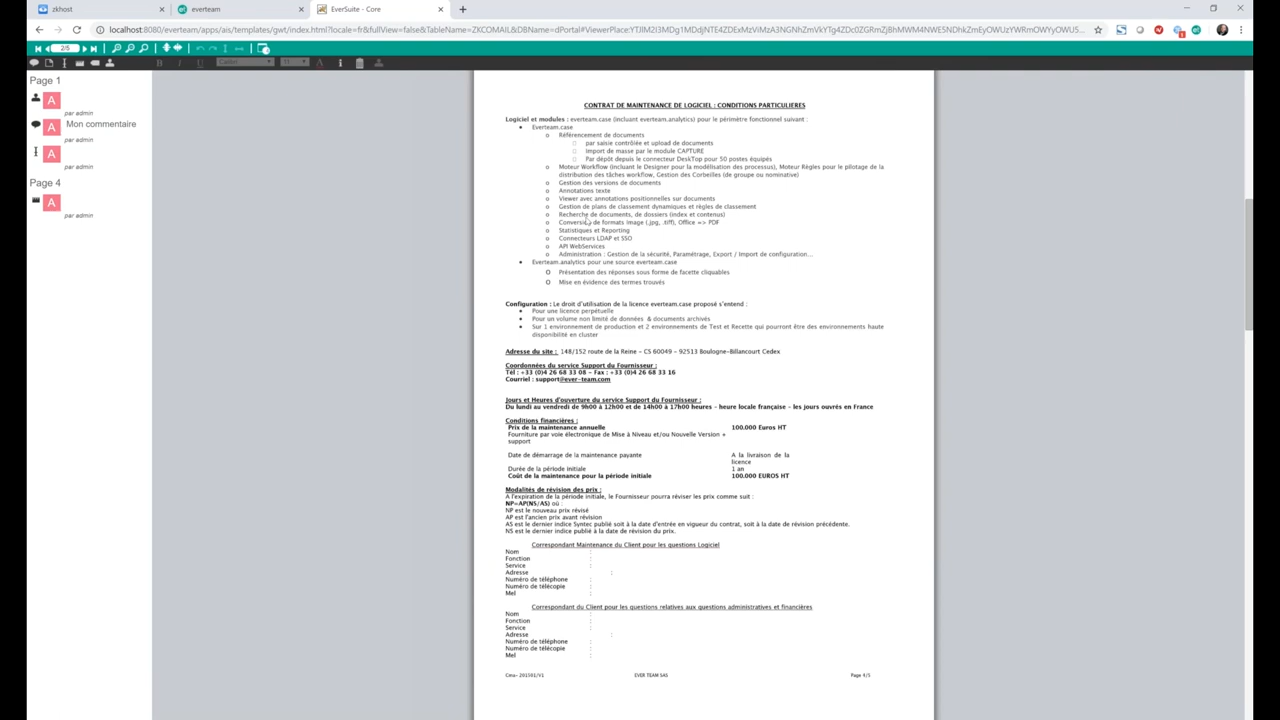 zkhost
everteam
EverSuite - Core
localhost:8080/everteam/apps/ais/templates/gwt/index.html?locale=fr&fullView=false&TableName=ZKCOMAIL&DBName=dPortal#ViewerPlace:
2/5
Calibri
11
Page 1
A
par admin
A Mon commentaire
par admin
A
par admin
Page 4
A
par admin
CONTRAT DE MAINTENANCE DE LOGICIEL : CONDITIONS PARTICULIERES
Logiciel et modules : everteam.case (incluant everteam.analytics) pour le périmètre fonctionnel suivant :
• Everteam.case
o Référencement de documents
par saisie contrôlée et upload de documents
Import de masse par le module CAPTURE
Par dépôt depuis le connecteur DeskTop pour 50 postes équipés
o Moteur Workflow (incluant le Designer pour la modélisation des processus), Moteur Règles pour le pilotage de la
distribution des tâches workflow, Gestion des Corbeilles (de groupe ou nominative)
o Gestion des versions de documents
o Annotations texte
o Viewer avec annotations positionnelles sur documents
o Gestion de plans de classement dynamiques et règles de classement
o Recherche de documents, de dossiers (index et contenus)
o Conversion de formats Image (.jpg, .tiff), Office => PDF
o Statistiques et Reporting
o Connecteurs LDAP et SSO
o API WebServices
o Administration : Gestion de la sécurité, Paramétrage, Export / Import de configuration...
• Everteam.analytics pour une source everteam.case
O Présentation des réponses sous forme de facette cliquables
O Mise en évidence des termes trouvés
Configuration : Le droit d'utilisation de la licence everteam.case proposé s'entend :
• Pour une licence perpétuelle
• Pour un volume non limité de données & documents archivés
• Sur 1 environnement de production et 2 environnements de Test et Recette qui pourront être des environnements haute
disponibilité en cluster
Adresse du site : 148/152 route de la Reine - CS 60049 - 92513 Boulogne-Billancourt Cedex
Coordonnées du service Support du Fournisseur :
Tél : +33 (0)4 26 68 33 08 - Fax : +33 (0)4 26 68 33 16
Courriel : support@ever-team.com
Jours et Heures d'ouverture du service Support du Fournisseur :
Du lundi au vendredi de 9h00 à 12h00 et de 14h00 à 17h00 heures - heure locale française - les jours ouvrés en France
Conditions financières :
Prix de la maintenance annuelle 100.000 Euros HT
Fourniture par voie électronique de Mise à Niveau et/ou Nouvelle Version +
support
Date de démarrage de la maintenance payante A la livraison de la
licence
Durée de la période initiale 1 an
Coût de la maintenance pour la période initiale 100.000 EUROS HT
Modalités de révision des prix :
A l'expiration de la période initiale, le Fournisseur pourra réviser les prix comme suit :
NP=AP(NS/AS) où :
NP est le nouveau prix révisé
AP est l'ancien prix avant révision
AS est le dernier indice Syntec publié soit à la date d'entrée en vigueur du contrat, soit à la date de révision précédente.
NS est le dernier indice publié à la date de révision du prix.
Correspondant Maintenance du Client pour les questions Logiciel
Nom :
Fonction :
Service :
Adresse :
Numéro de téléphone :
Numéro de télécopie :
Mel :
Correspondant du Client pour les questions relatives aux questions administratives et financières
Nom :
Fonction :
Service :
Adresse :
Numéro de téléphone :
Numéro de télécopie :
Mel :
Cima- 201501/V1 EVER TEAM SAS Page 4/5